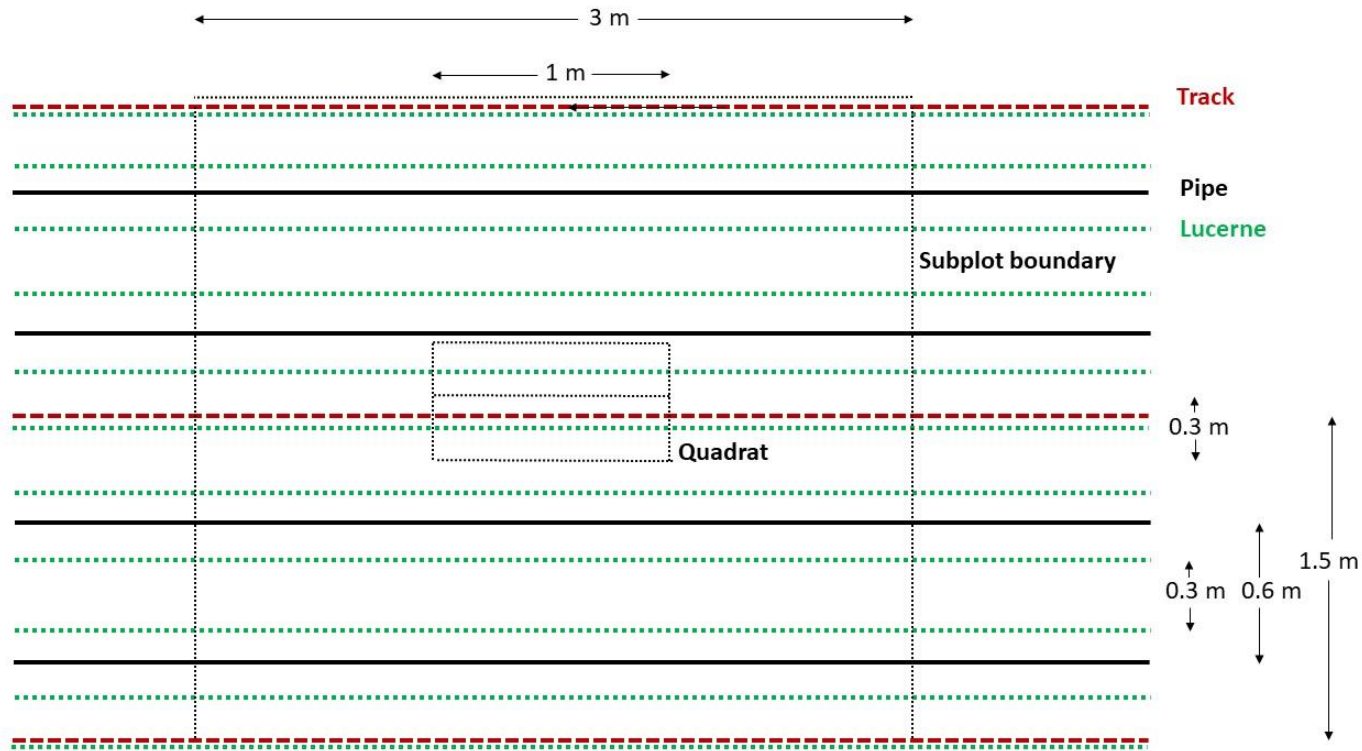 3 m
1 m
Track
Pipe
Lucerne
Subplot boundary
0.3 m
Quadrat
1.5 m
0.3 m
0.6 m